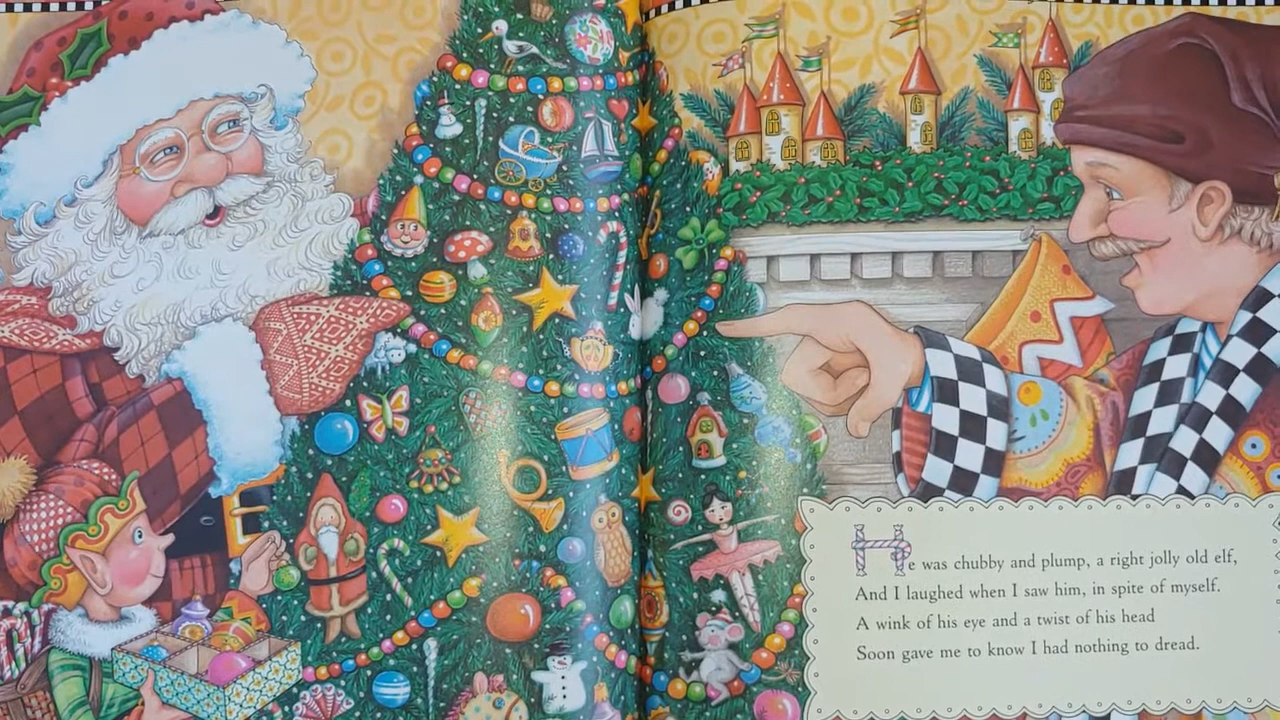 He was chubby and plump, a right jolly old elf,
And I laughed when I saw him, in spite of myself.
A wink of his eye and a twist of his head
Soon gave me to know I had nothing to dread.